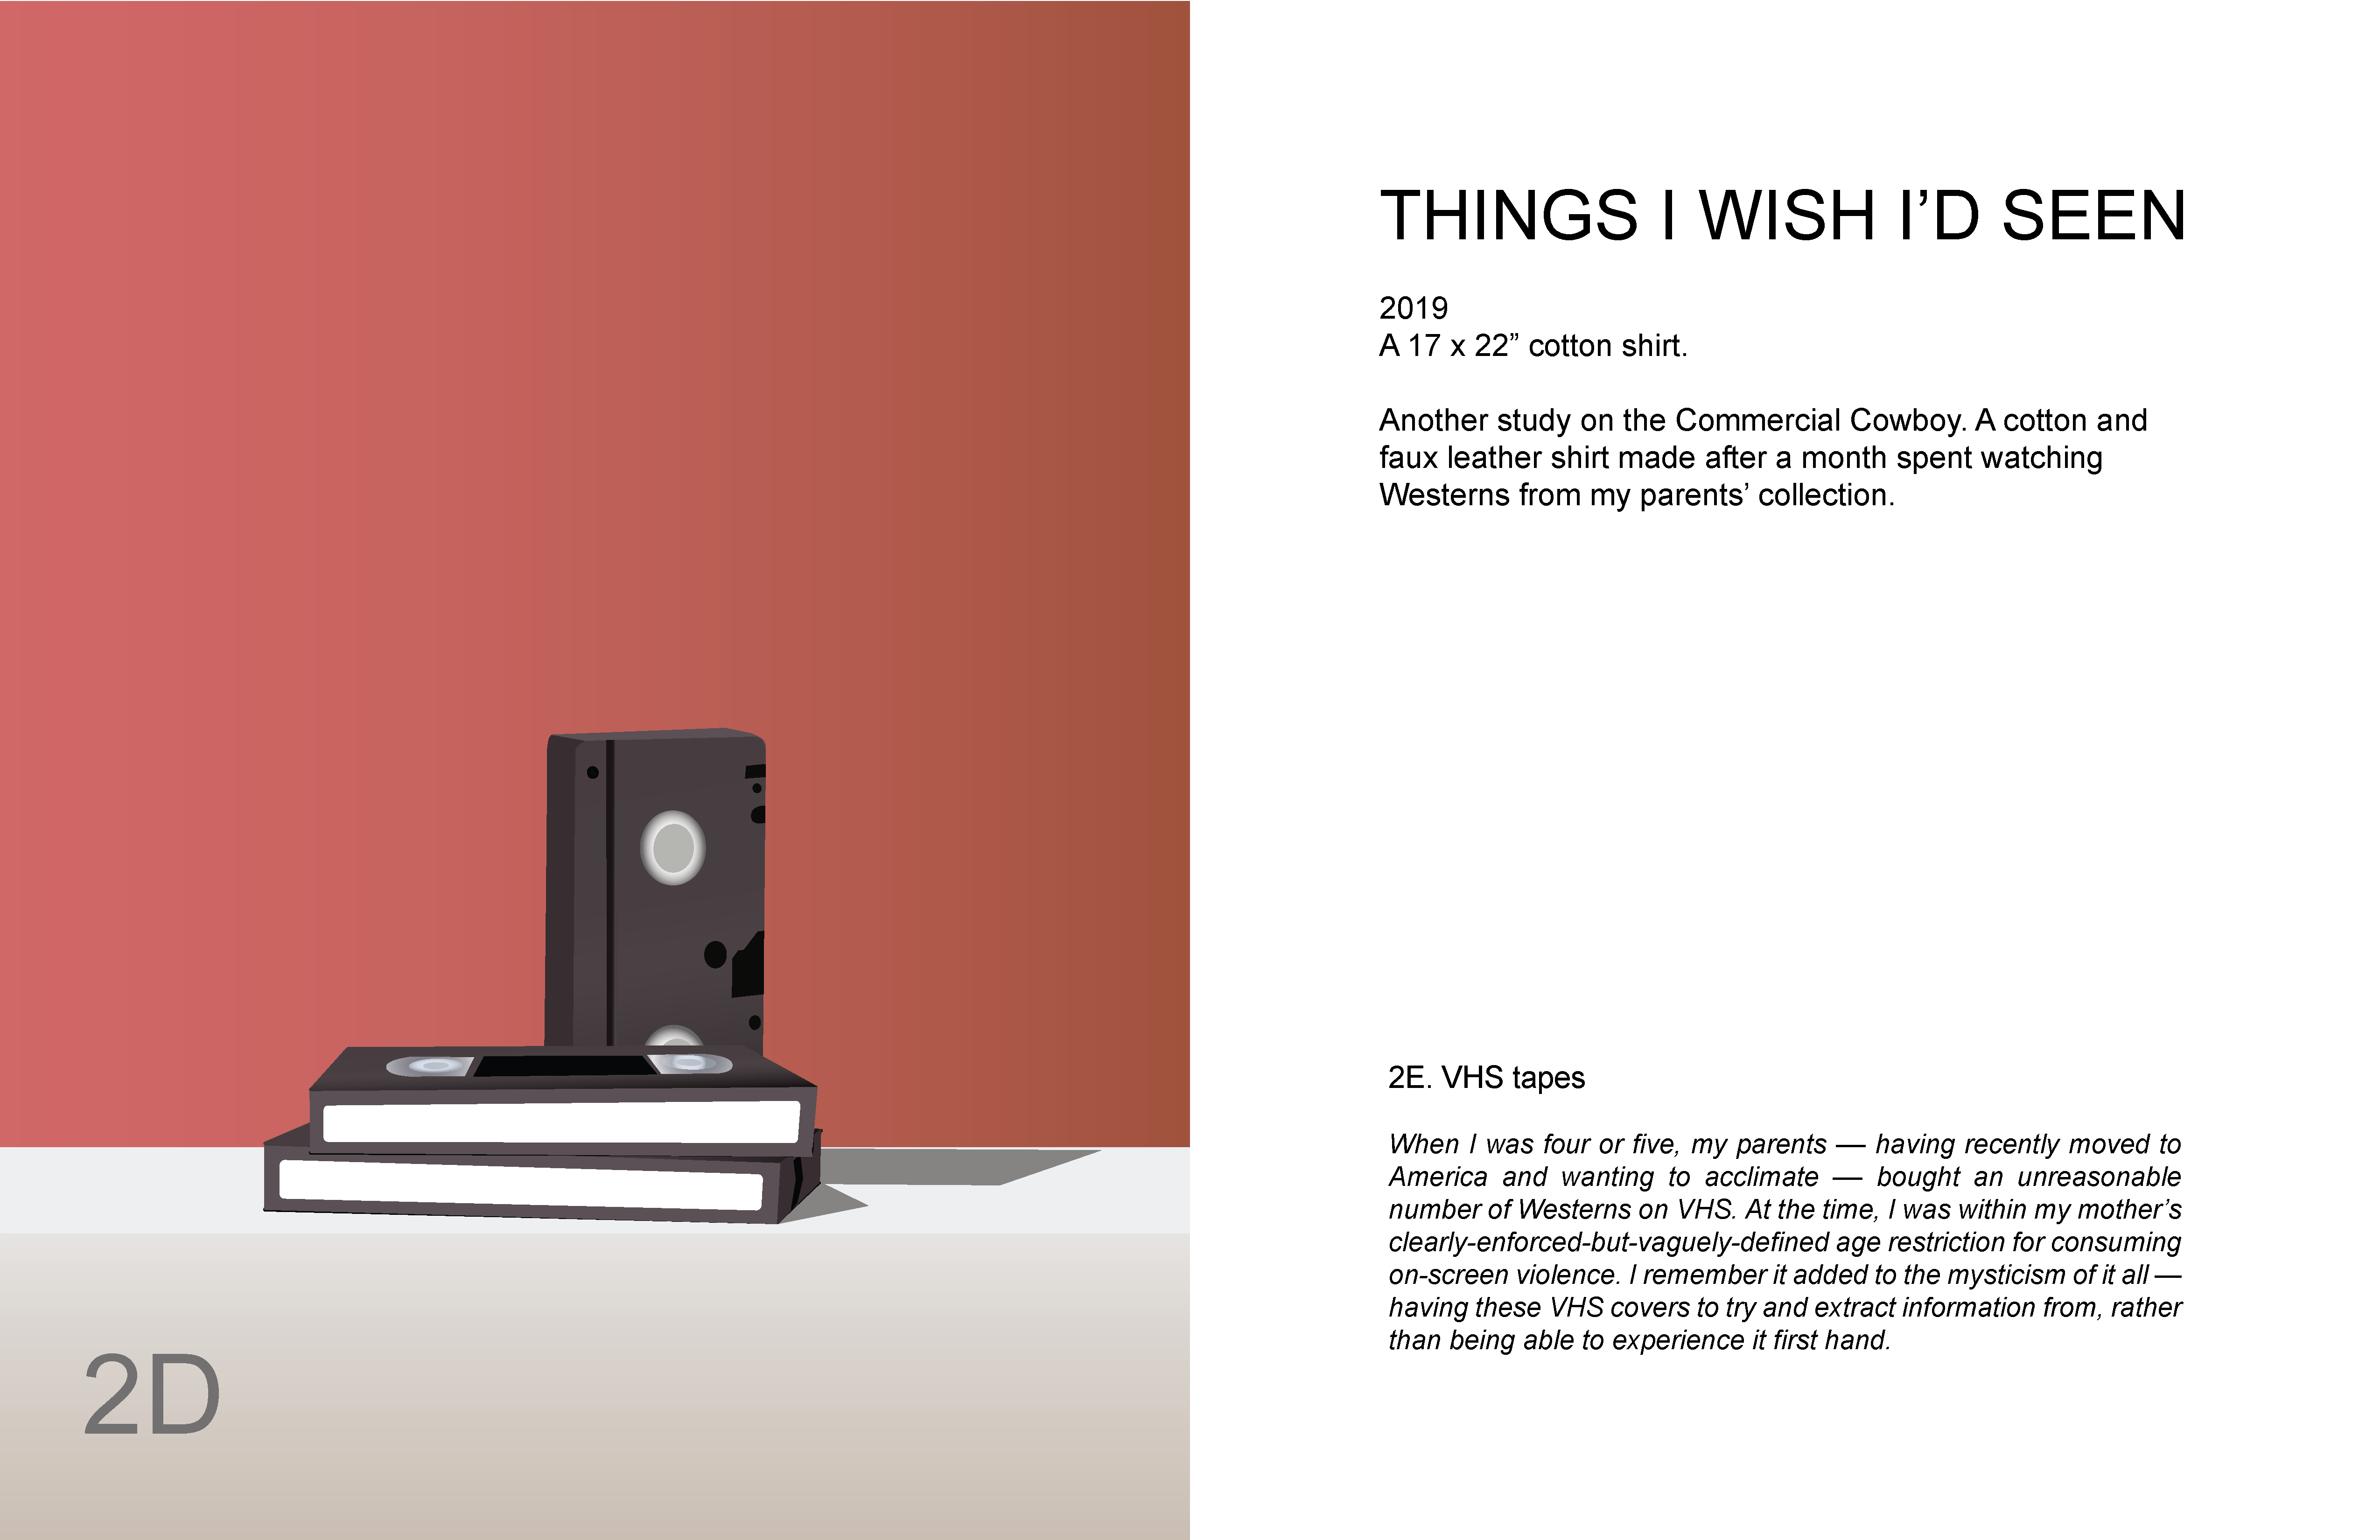 THINGS I WISH I’D SEEN
2019
A 17 x 22” cotton shirt.
Another study on the Commercial Cowboy. A cotton and
faux leather shirt made after a month spent watching
Westerns from my parents’ collection.
2E. VHS tapes
When I was four or five, my parents — having recently moved to
America and wanting to acclimate — bought an unreasonable
number of Westerns on VHS. At the time, I was within my mother’s
clearly-enforced-but-vaguely-defined age restriction for consuming
on-screen violence. I remember it added to the mysticism of it all —
having these VHS covers to try and extract information from, rather
than being able to experience it first hand.
2D